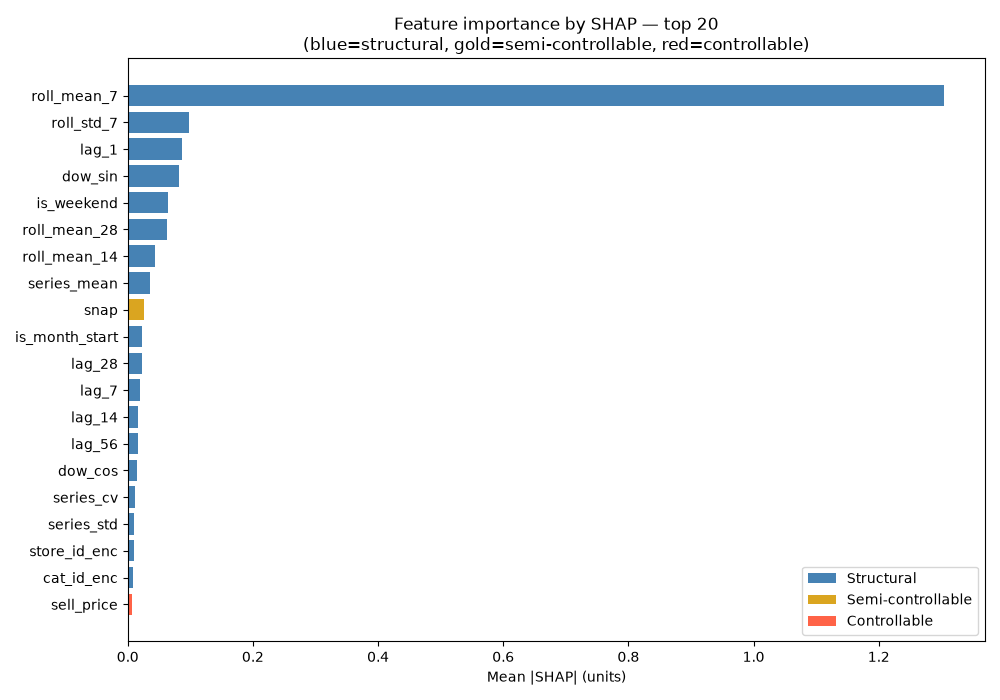 Feature importance by SHAP — top 20
(blue=structural, gold=semi-controllable, red=controllable)
roll_mean_7
roll_std_7
lag_1
dow_sin
is_weekend
roll_mean_28
roll_mean_14
series_mean
snap
is_month_start
lag_28
lag_7
lag_14
lag_56
dow_cos
series_cv
series_std
store_id_enc
cat_id_enc
sell_price
Structural
Semi-controllable
Controllable
0.0 0.2 0.4 0.6 0.8 1.0 1.2
Mean |SHAP| (units)